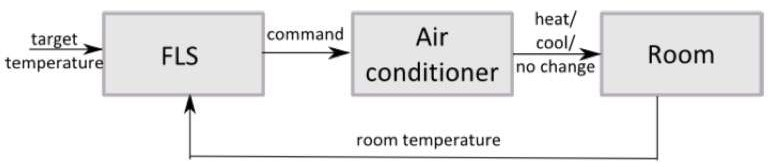 target
temperature
FLS
command
Air
conditioner
heat/
cool/
no change
Room
room temperature